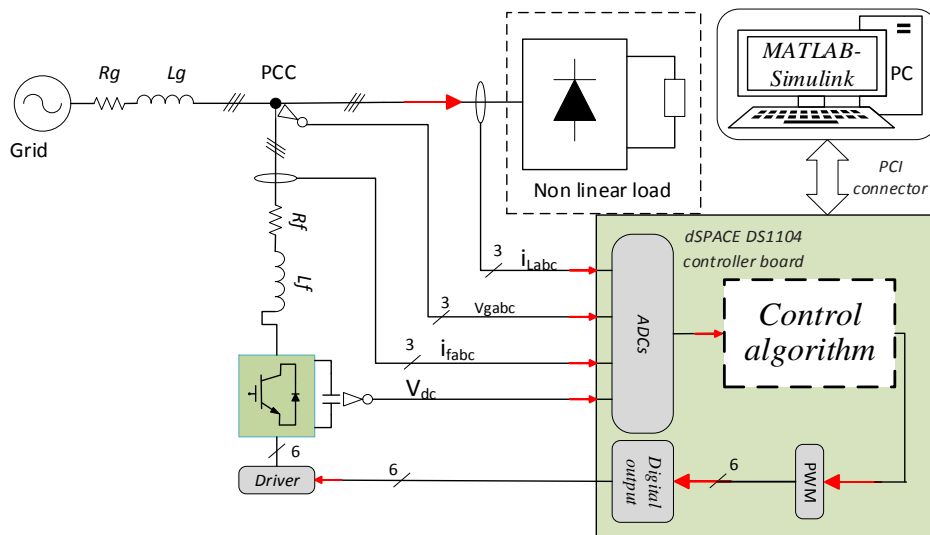 Rg
Lg
PCC
Grid
Non linear load
MATLAB-
Simulink
PC
PCI
connector
Rf
Lf
3
iLabc
3
Vgabc
3
ifabc
Vdc
dSPACE DS1104
controller board
ADCs
Control
algorithm
6
Driver
6
Digital
output
6
PWM